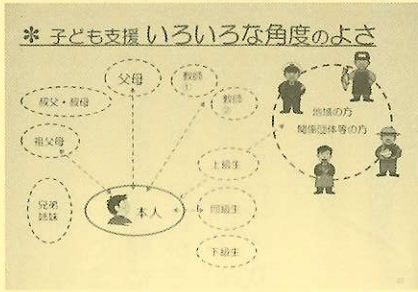 ＊ 子ども支援 いろいろな角度のよさ
父母
教師①
教師②
叔父・叔母
祖父母
兄弟
姉妹
本人
上級生
同級生
下級生
地域の方
関係団体等の方